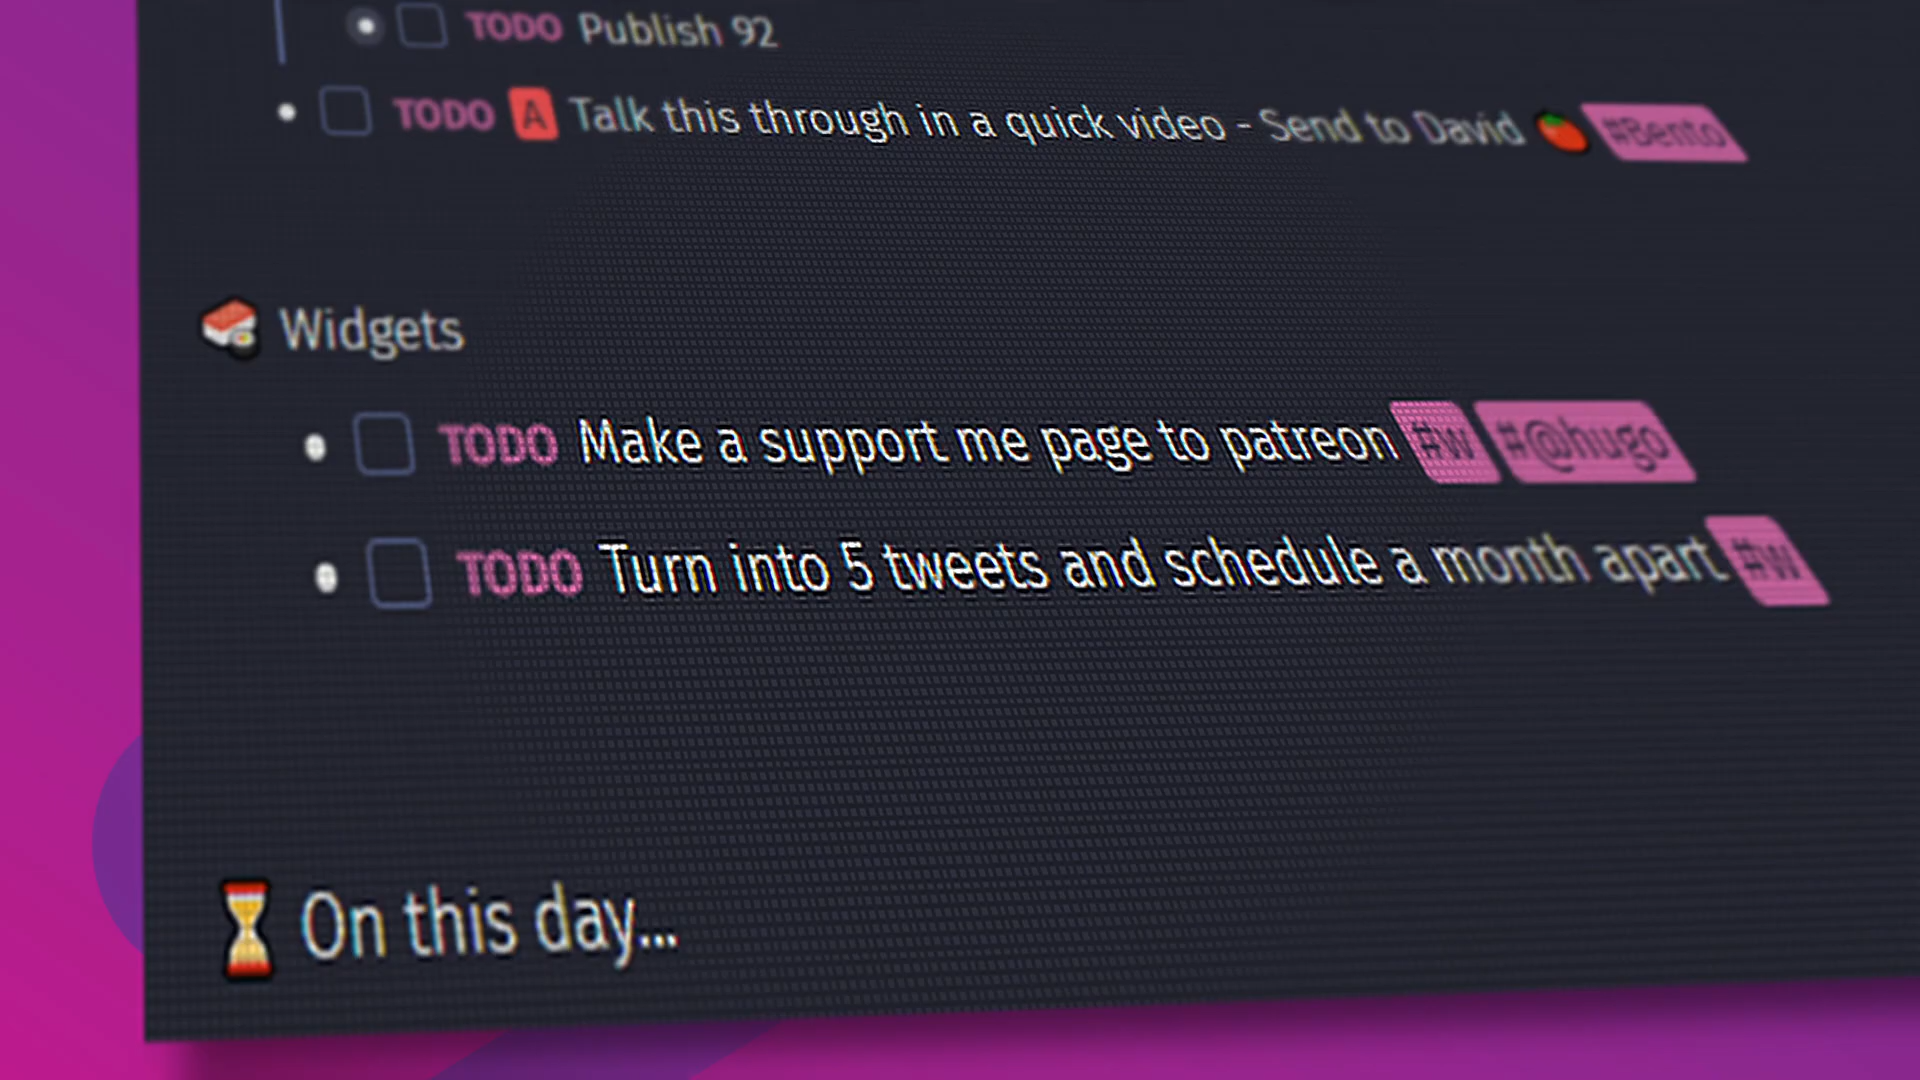 TODO Publish 92
TODO A Talk this through in a quick video - Send to David 🍅 #Bento
🍣 Widgets
TODO Make a support me page to patreon #w #@hugo
TODO Turn into 5 tweets and schedule a month apart #w
⏳ On this day...